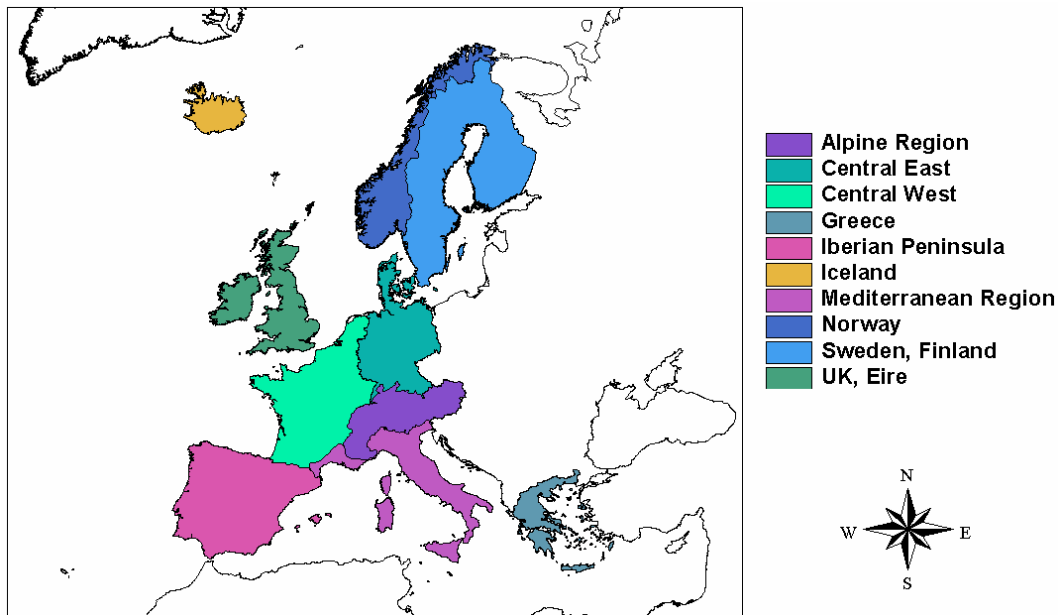 Alpine Region
Central East
Central West
Greece
Iberian Peninsula
Iceland
Mediterranean Region
Norway
Sweden, Finland
UK, Eire
N
W E
S